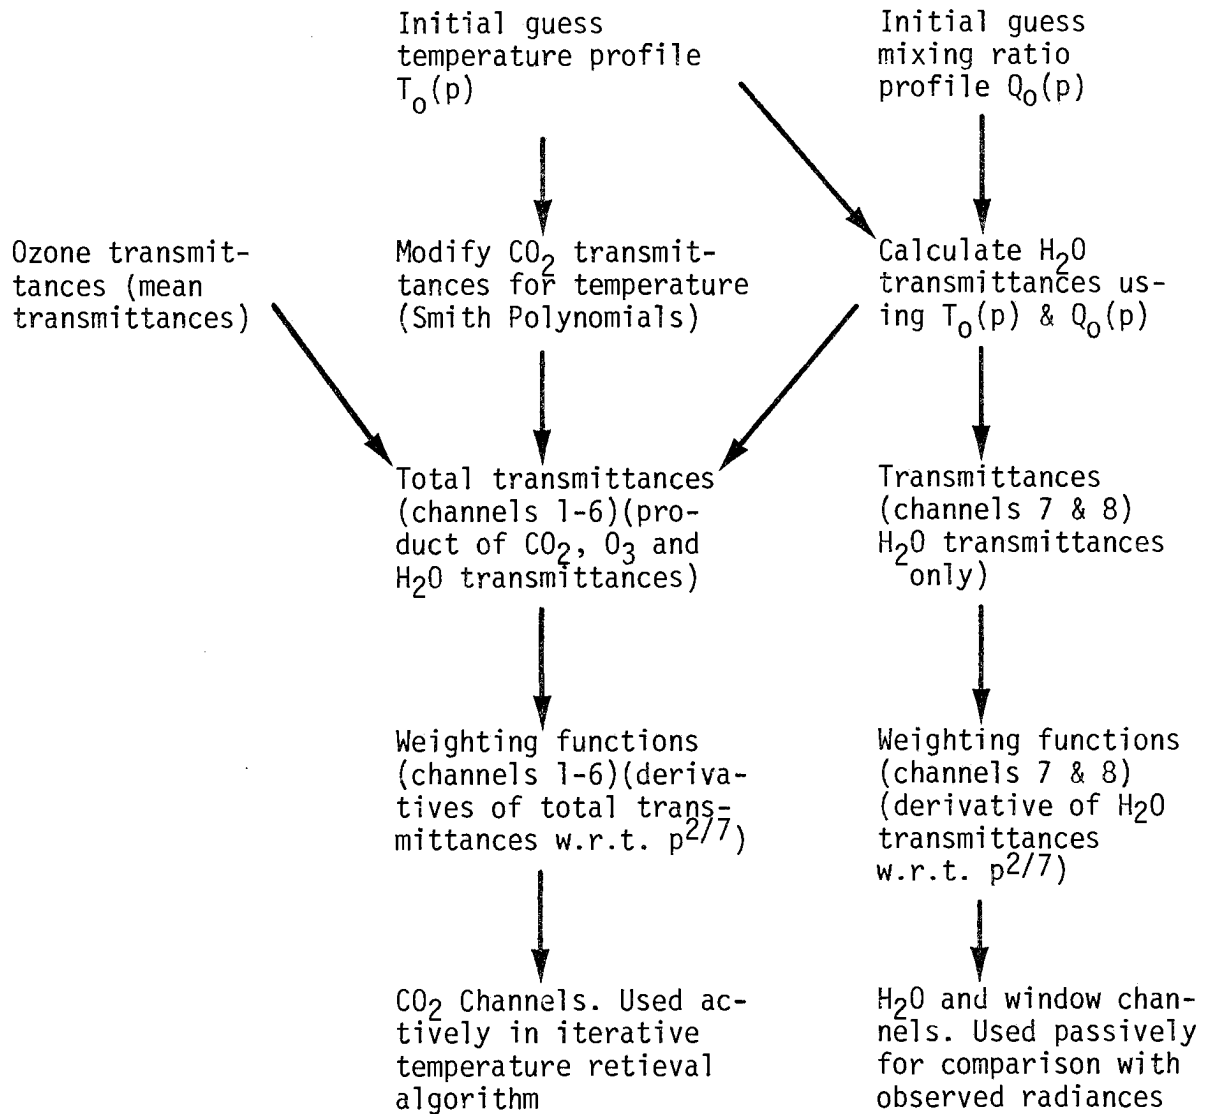 Initial guess
temperature profile
T₀(p)
Initial guess
mixing ratio
profile Q₀(p)
Ozone transmit-
tances (mean
transmittances)
Modify CO₂ transmit-
tances for temperature
(Smith Polynomials)
Calculate H₂O
transmittances us-
ing T₀(p) & Q₀(p)
Total transmittances
(channels 1-6)(pro-
duct of CO₂, O₃ and
H₂O transmittances)
Transmittances
(channels 7 & 8)
H₂O transmittances
only)
Weighting functions
(channels 1-6)(deriva-
tives of total trans-
mittances w.r.t. p²/⁷)
Weighting functions
(channels 7 & 8)
(derivative of H₂O
transmittances
w.r.t. p²/⁷)
CO₂ Channels. Used ac-
tively in iterative
temperature retieval
algorithm
H₂O and window chan-
nels. Used passively
for comparison with
observed radiances